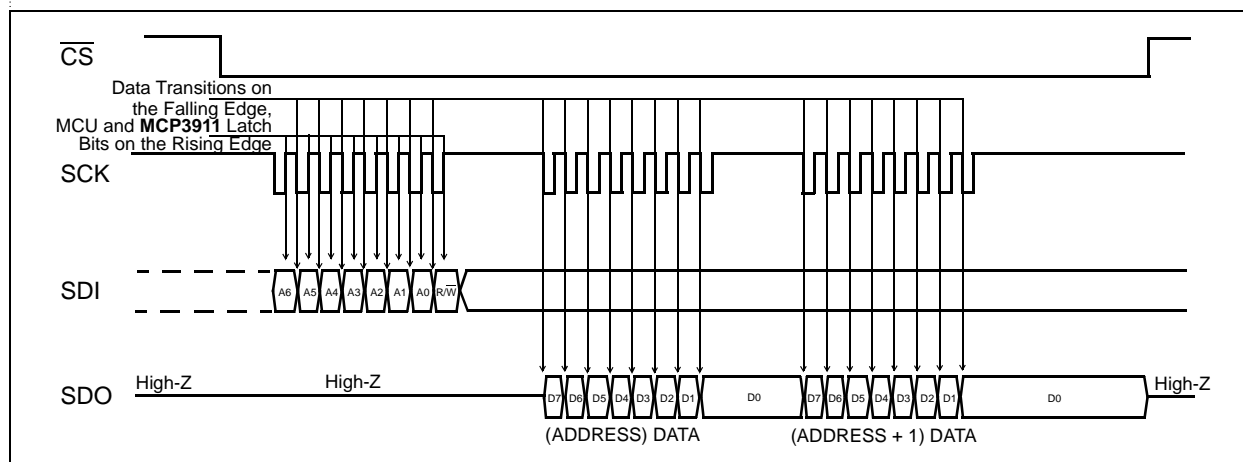 CS
Data Transitions on
the Falling Edge,
MCU and MCP3911 Latch
Bits on the Rising Edge
SCK
SDI
A6 A5 A4 A3 A2 A1 A0 R/W
High-Z High-Z High-Z
SDO
D7 D6 D5 D4 D3 D2 D1 D0 D7 D6 D5 D4 D3 D2 D1 D0
(ADDRESS) DATA (ADDRESS + 1) DATA